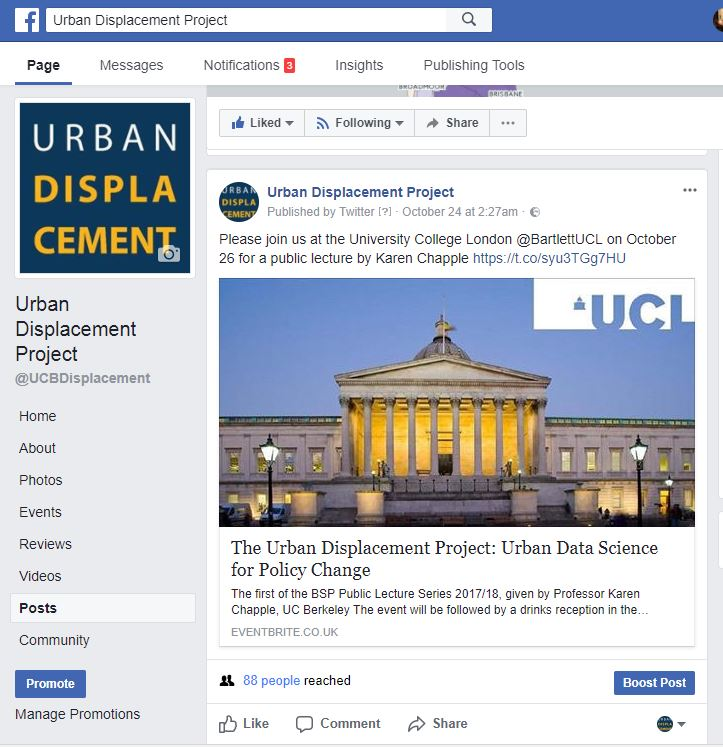 Urban Displacement Project
Page
Messages
Notifications 3
Insights
Publishing Tools
BROADMOOR
BRISBANE
Liked
Following
Share
URBAN
DISPLA
CEMENT
Urban
Displacement
Project
@UCBDisplacement
Home
About
Photos
Events
Reviews
Videos
Posts
Community
Promote
Manage Promotions
URBAN
DISPLA
CEMENT
Urban Displacement Project
Published by Twitter [?] · October 24 at 2:27am ·
Please join us at the University College London @BartlettUCL on October
26 for a public lecture by Karen Chapple https://t.co/syu3TGg7HU
UCL
The Urban Displacement Project: Urban Data Science
for Policy Change
The first of the BSP Public Lecture Series 2017/18, given by Professor Karen
Chapple, UC Berkeley The event will be followed by a drinks reception in the…
EVENTBRITE.CO.UK
88 people reached
Boost Post
Like
Comment
Share